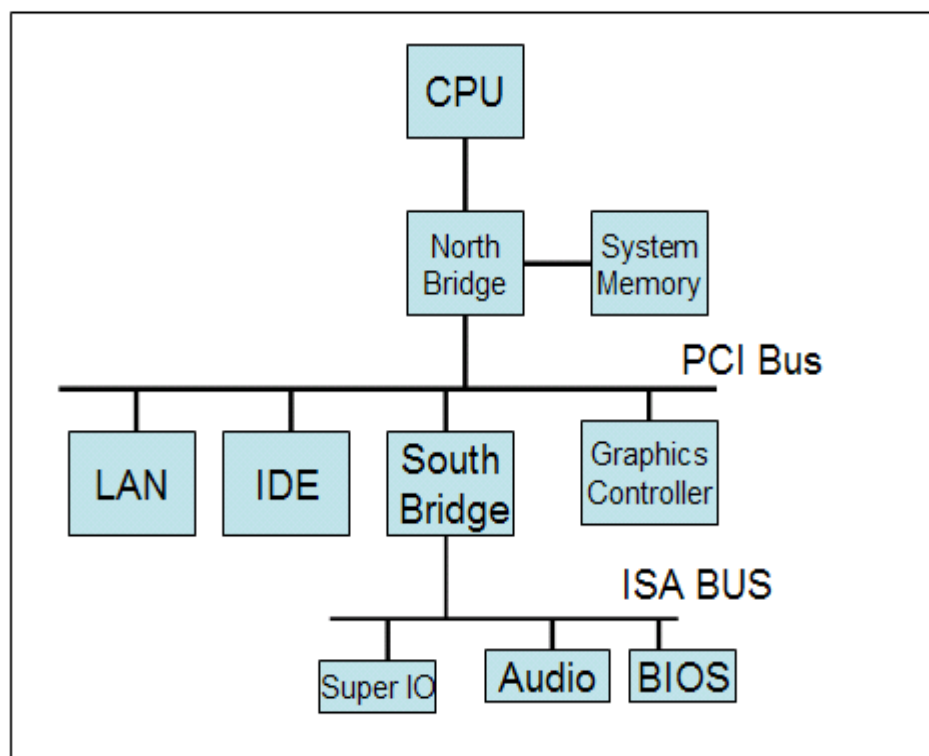 CPU
North
Bridge
System
Memory
PCI Bus
LAN
IDE
South
Bridge
Graphics
Controller
ISA BUS
Super IO
Audio
BIOS